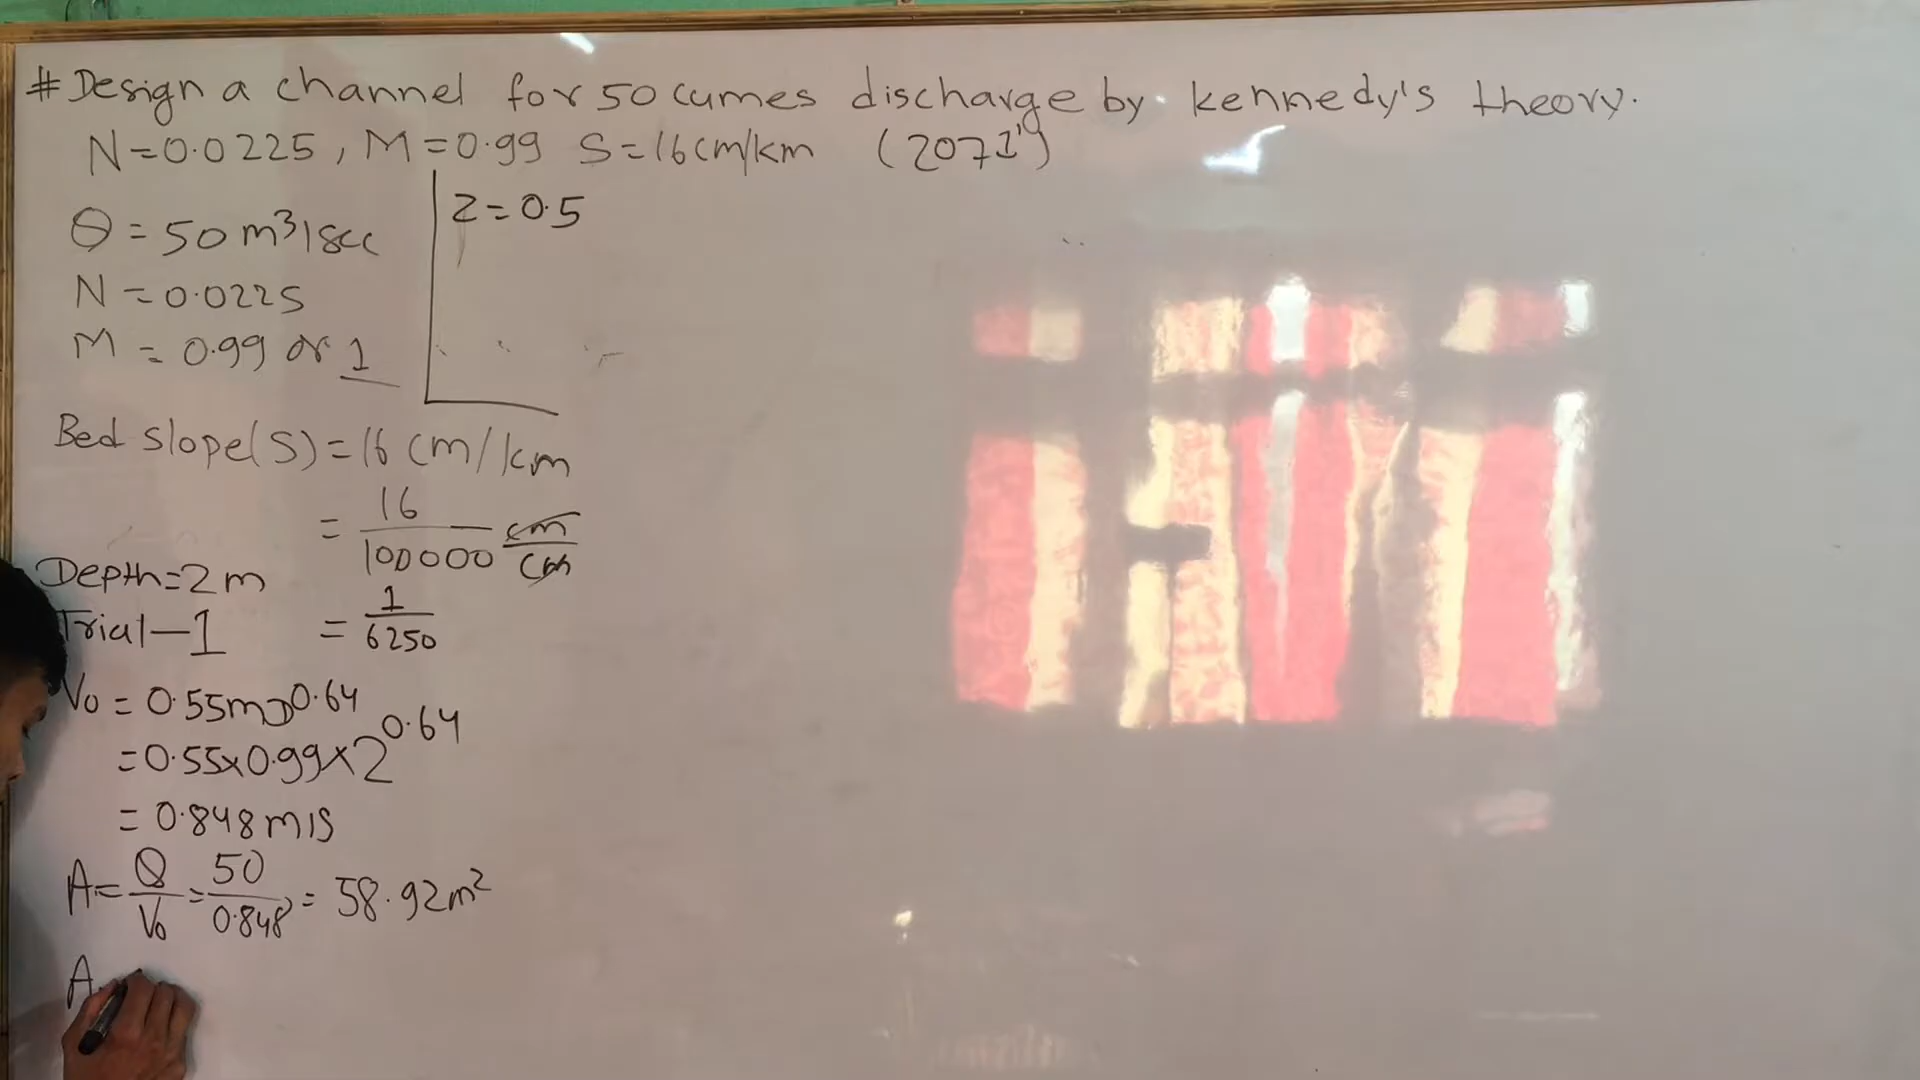 # Design a channel for 50 cumes discharge by kennedy's theory.
N=0.0225, M=0.99 S=16cm/km (2071')
Q = 50 m³/sec
N = 0.0225
M = 0.99 or 1
Z=0.5
Bed slope(S) = 16 cm/km
= 16/100000 cm/cm
= 1/6250
Depth=2m
Trial-1
V₀ = 0.55mD^0.64
= 0.55x0.99x2^0.64
= 0.848 m/s
A = Q/V₀ = 50/0.848 = 58.92m²
A